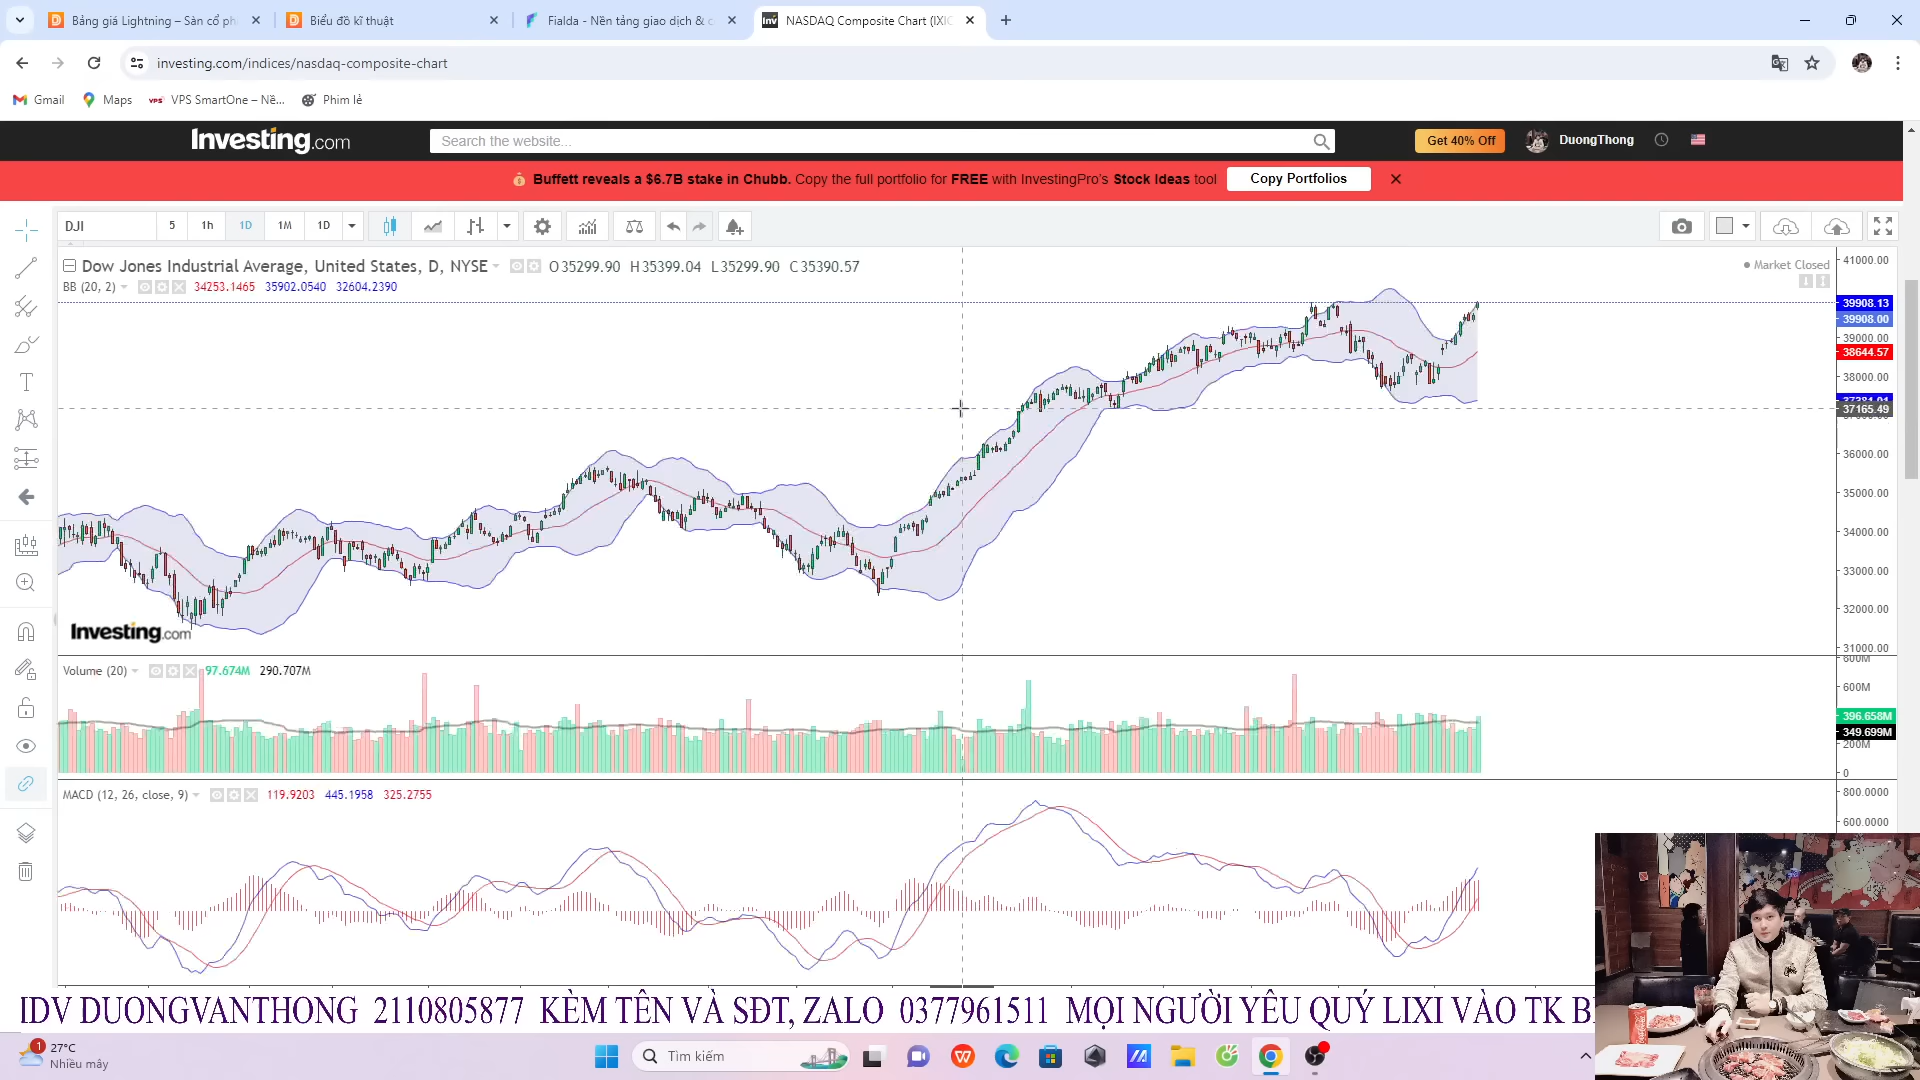 Bảng giá Lightning – Sàn cổ ph
Biểu đồ kĩ thuật
Fialda - Nền tảng giao dịch & c
Inv NASDAQ Composite Chart (IXIC
investing.com/indices/nasdaq-composite-chart
Gmail
Maps
VPS VPS SmartOne – Nề...
Phim lẻ
Investing.com
Search the website...
Get 40% Off
DuongThong
Buffett reveals a $6.7B stake in Chubb. Copy the full portfolio for FREE with InvestingPro's Stock Ideas tool
Copy Portfolios
DJI 5 1h 1D 1M 1D
Dow Jones Industrial Average, United States, D, NYSE O35299.90 H35399.04 L35299.90 C35390.57
Market Closed
BB (20, 2) 34253.1465 35902.0540 32604.2390
41000.00
39908.13
39908.00
39000.00
38644.57
38000.00
37165.49
36000.00
35000.00
34000.00
33000.00
32000.00
31000.00
Investing.com
Volume (20) 97.674M 290.707M
600M
396.658M
349.699M
200M
0
MACD (12, 26, close, 9) 119.9203 445.1958 325.2755
800.0000
600.0000
IDV DUONGVANTHONG 2110805877 KÈM TÊN VÀ SĐT, ZALO 0377961511 MỌI NGƯỜI YÊU QUÝ LIXI VÀO TK
1
27°C
Nhiều mây
Tìm kiếm